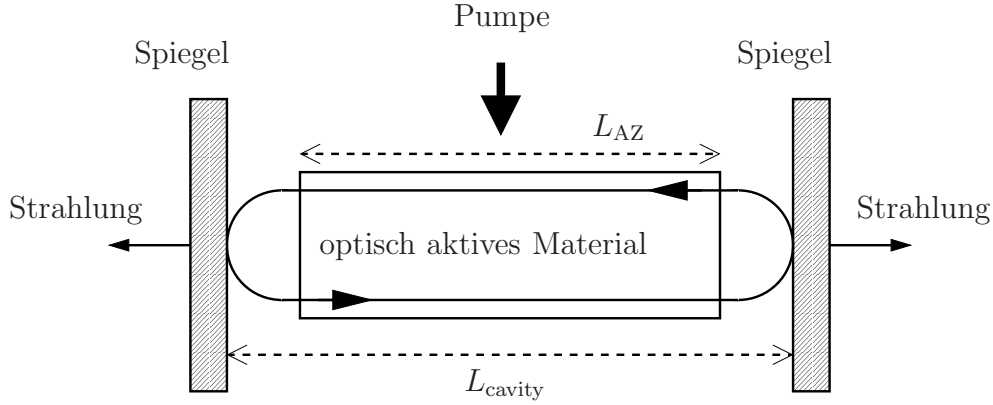 Pumpe
Spiegel
Spiegel
L_AZ
Strahlung
Strahlung
optisch aktives Material
L_cavity